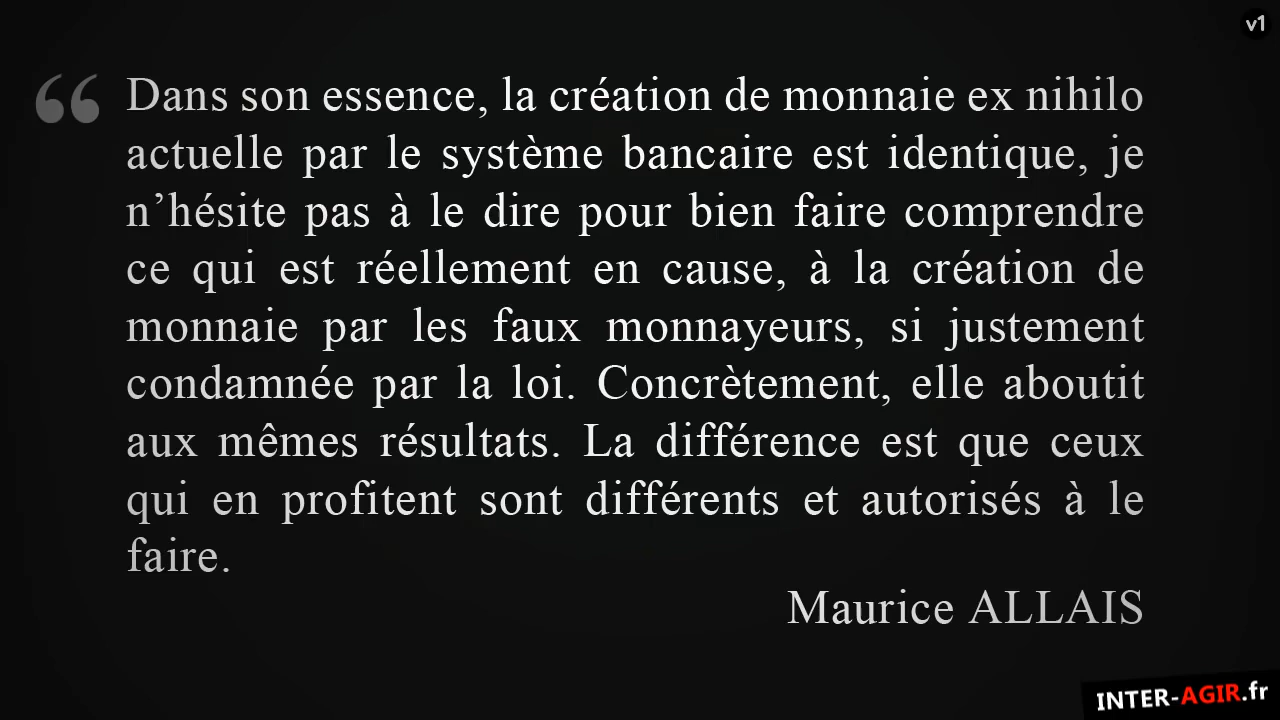 v1
“
Dans son essence, la création de monnaie ex nihilo
actuelle par le système bancaire est identique, je
n’hésite pas à le dire pour bien faire comprendre
ce qui est réellement en cause, à la création de
monnaie par les faux monnayeurs, si justement
condamnée par la loi. Concrètement, elle aboutit
aux mêmes résultats. La différence est que ceux
qui en profitent sont différents et autorisés à le
faire.
Maurice ALLAIS
INTER-AGIR.fr